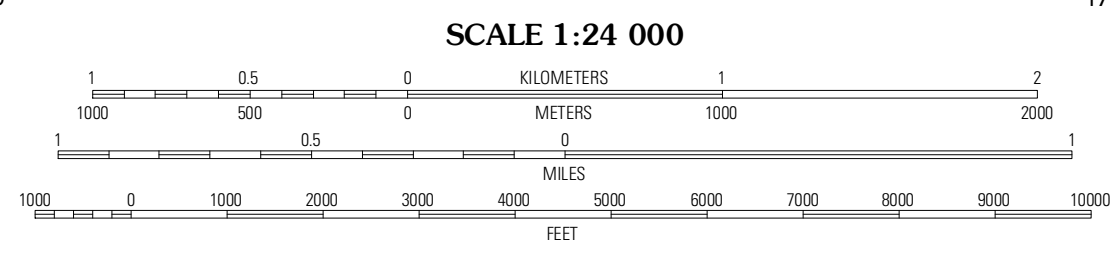 SCALE 1:24 000
1 0.5 0 KILOMETERS 1 2
1000 500 0 METERS 1000 2000
1 0.5 0 1
MILES
1000 0 1000 2000 3000 4000 5000 6000 7000 8000 9000 10000
FEET